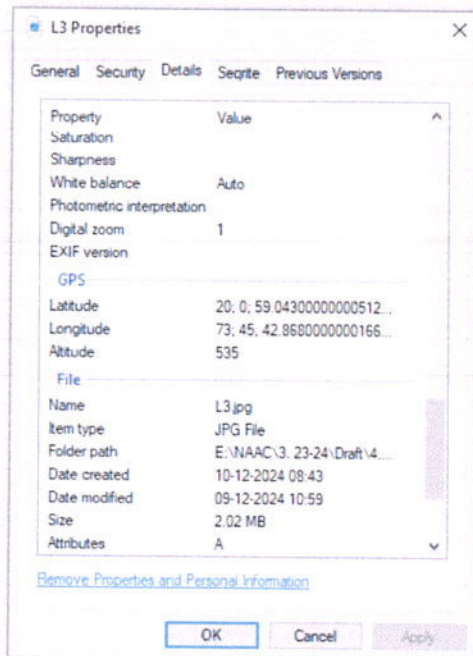 L3 Properties
General Security Details Seqrite Previous Versions
Property Value
Saturation
Sharpness
White balance Auto
Photometric interpretation
Digital zoom 1
EXIF version
GPS
Latitude 20; 0; 59.04300000000512...
Longitude 73; 45; 42.8680000000166...
Altitude 535
File
Name L3.jpg
Item type JPG File
Folder path E:\NAAC\3. 23-24\Draft\4....
Date created 10-12-2024 08:43
Date modified 09-12-2024 10:59
Size 2.02 MB
Attributes A
Remove Properties and Personal Information
OK Cancel Apply